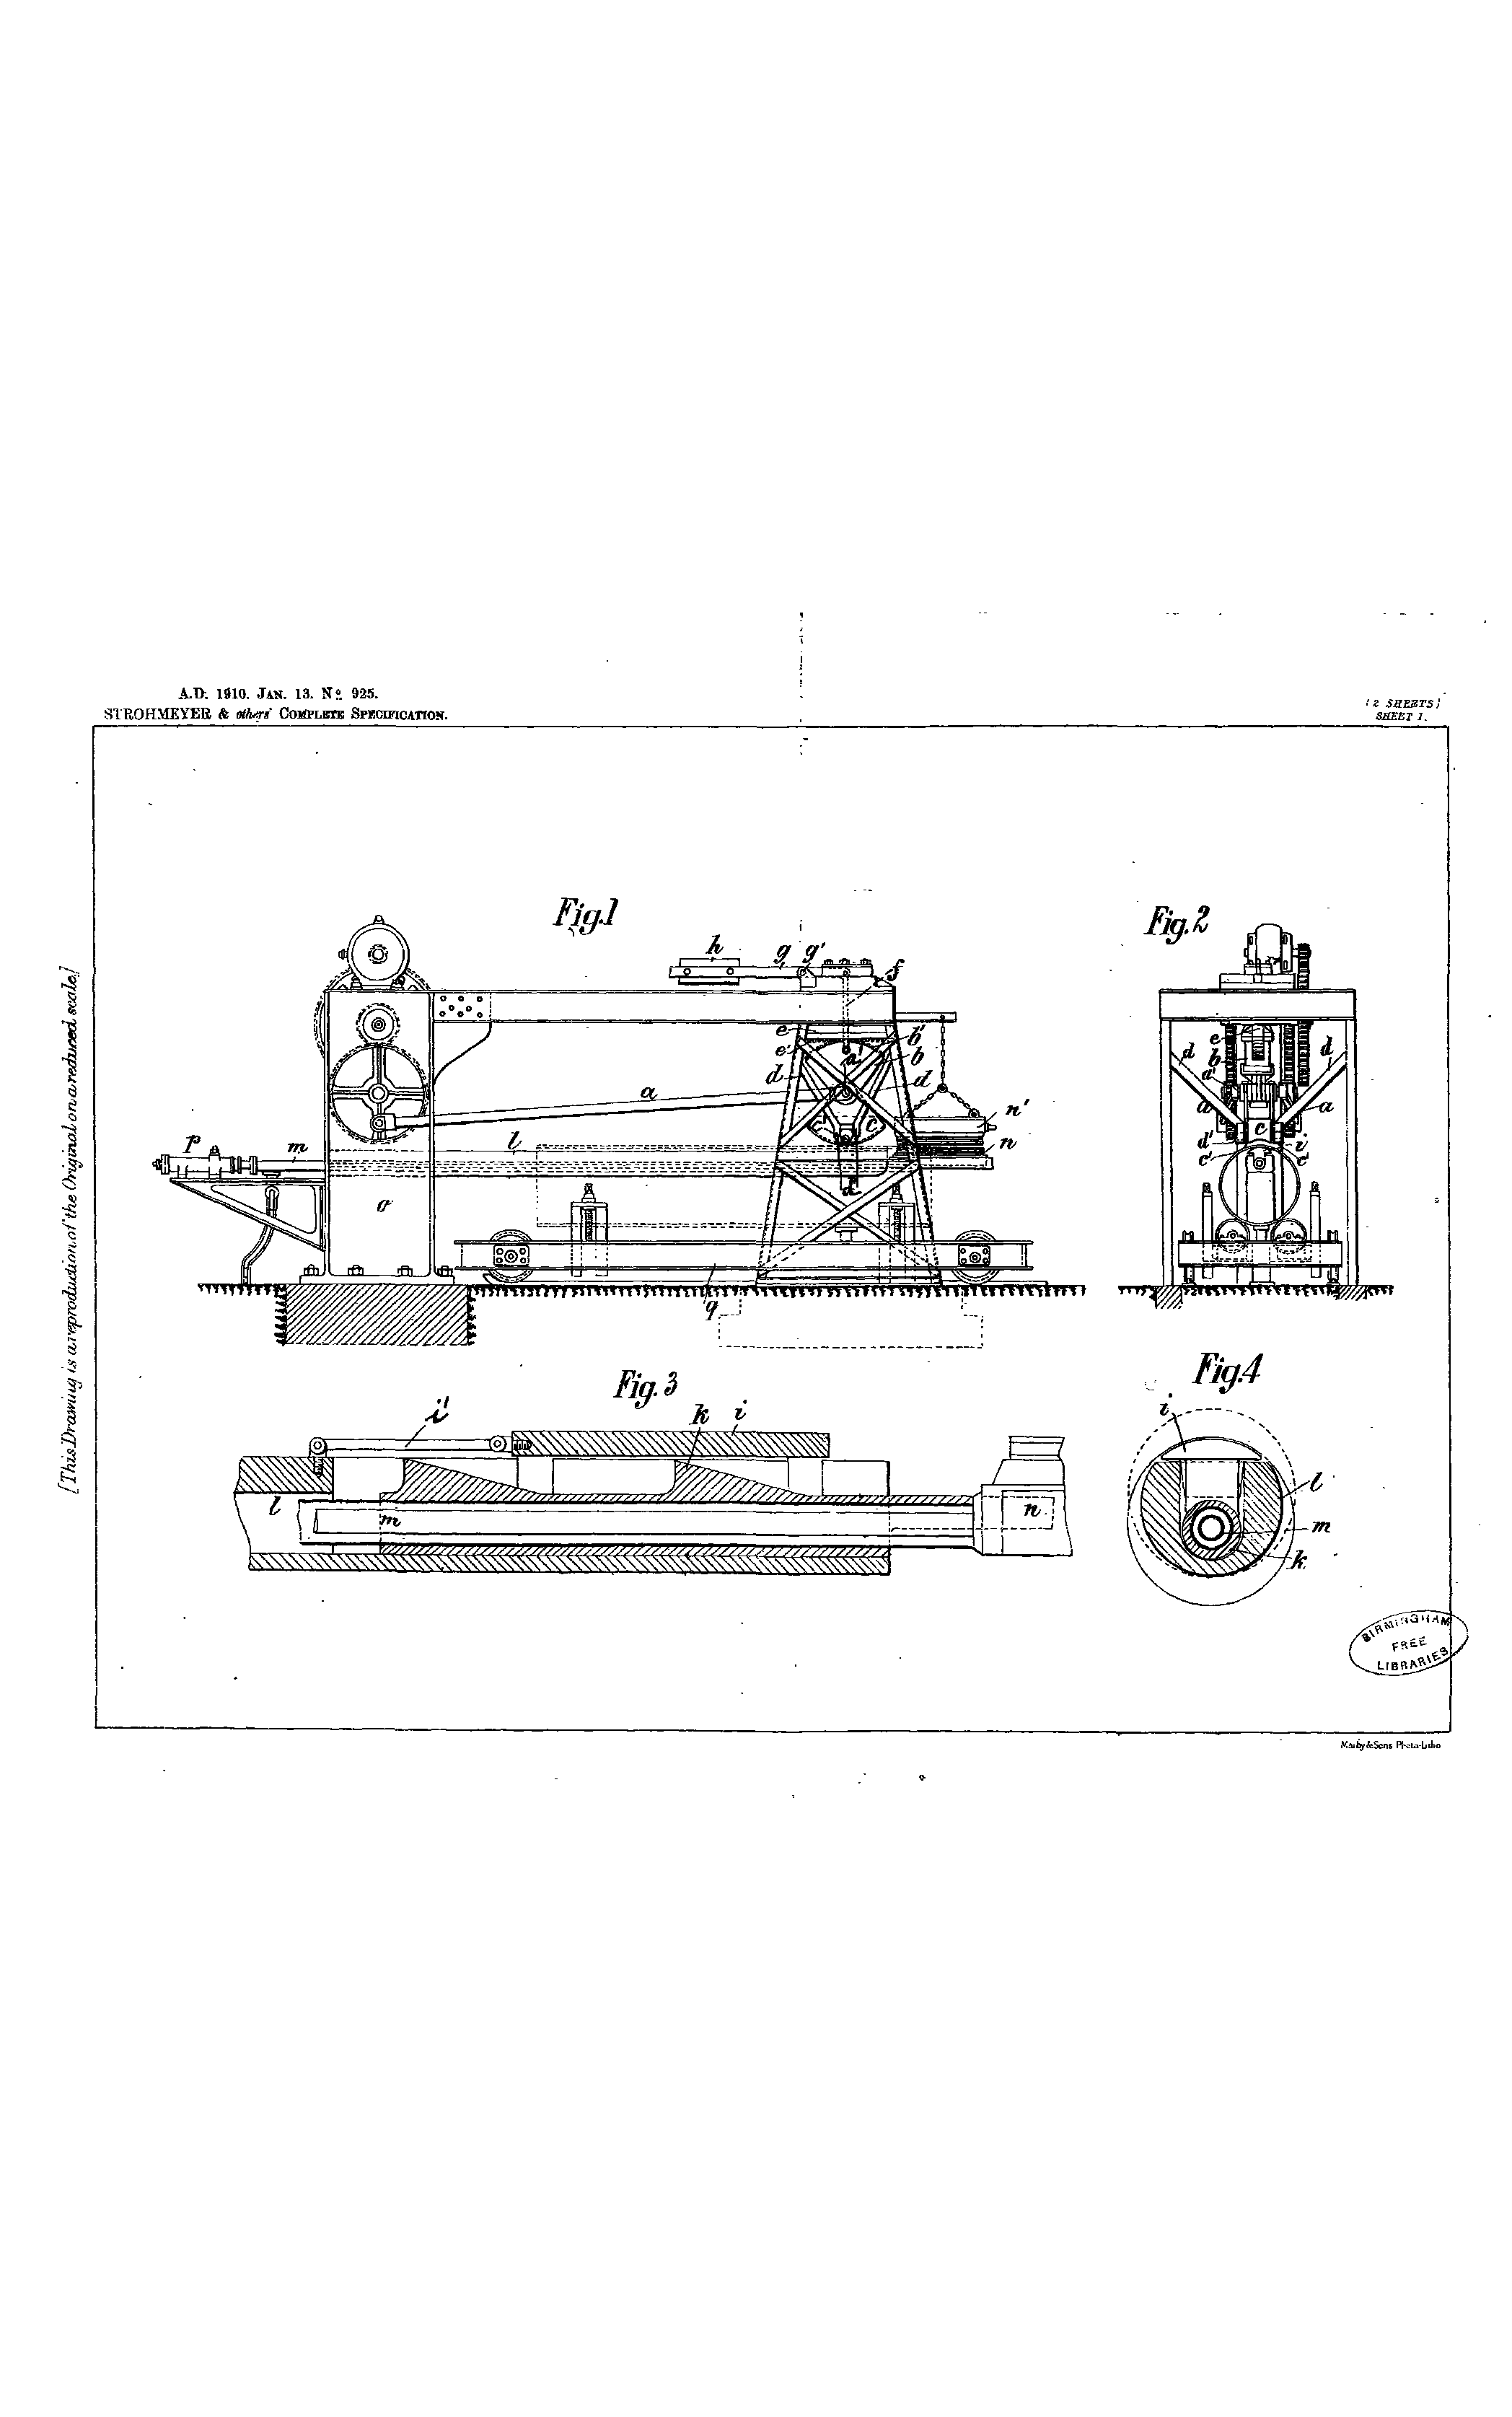 A.D. 1910. JAN. 13. No. 925.
STROHMEYER & others' COMPLETE SPECIFICATION.
(2 SHEETS)
SHEET 1.
[This Drawing is a reproduction of the Original on a reduced scale.]
Fig.1
h g g' f
e b'
e' a' b
d d
a
c n'
p m l n
d'
o
q
Fig.2
e
b
d d
a'
a c a
d' i
c' c'
Fig.3
i' k i
l m n
Fig.4
i
l
m
k
BIRMINGHAM
FREE
LIBRARIES
Malby&Sons Photo-Litho